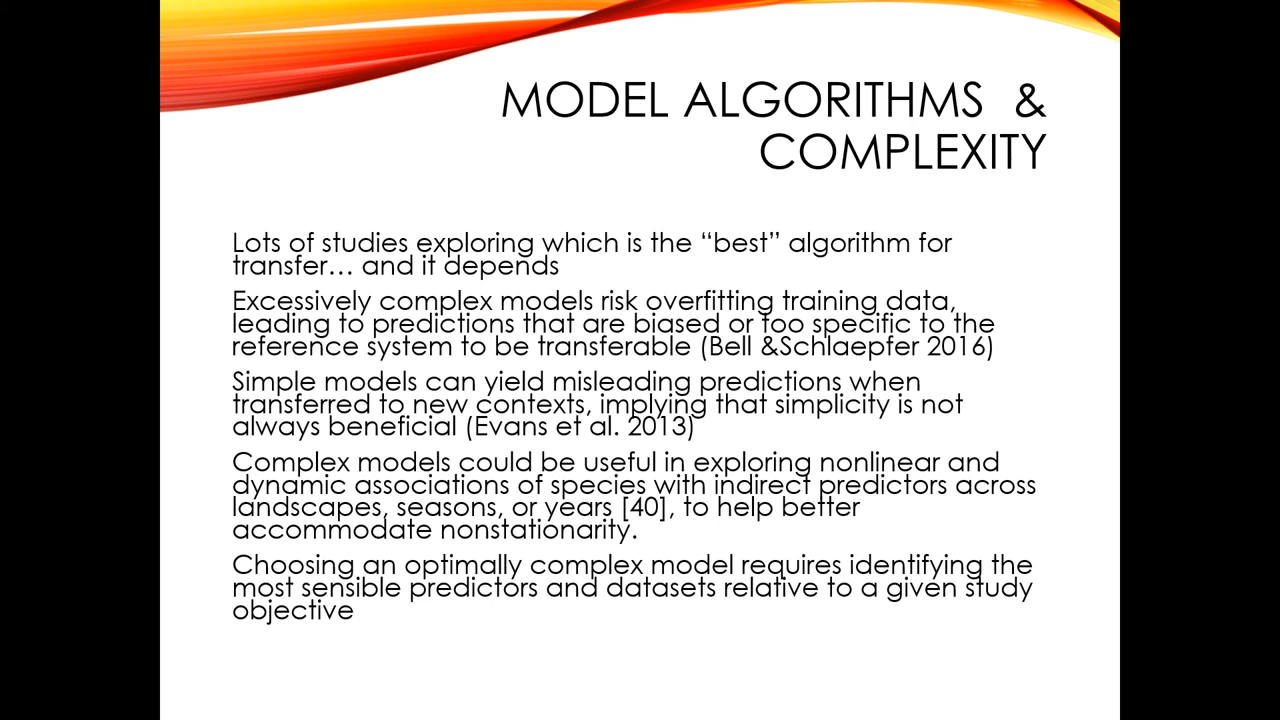 MODEL ALGORITHMS  &
COMPLEXITY
Lots of studies exploring which is the “best” algorithm for
transfer… and it depends
Excessively complex models risk overfitting training data,
leading to predictions that are biased or too specific to the
reference system to be transferable (Bell &Schlaepfer 2016)
Simple models can yield misleading predictions when
transferred to new contexts, implying that simplicity is not
always beneficial (Evans et al. 2013)
Complex models could be useful in exploring nonlinear and
dynamic associations of species with indirect predictors across
landscapes, seasons, or years [40], to help better
accommodate nonstationarity.
Choosing an optimally complex model requires identifying the
most sensible predictors and datasets relative to a given study
objective